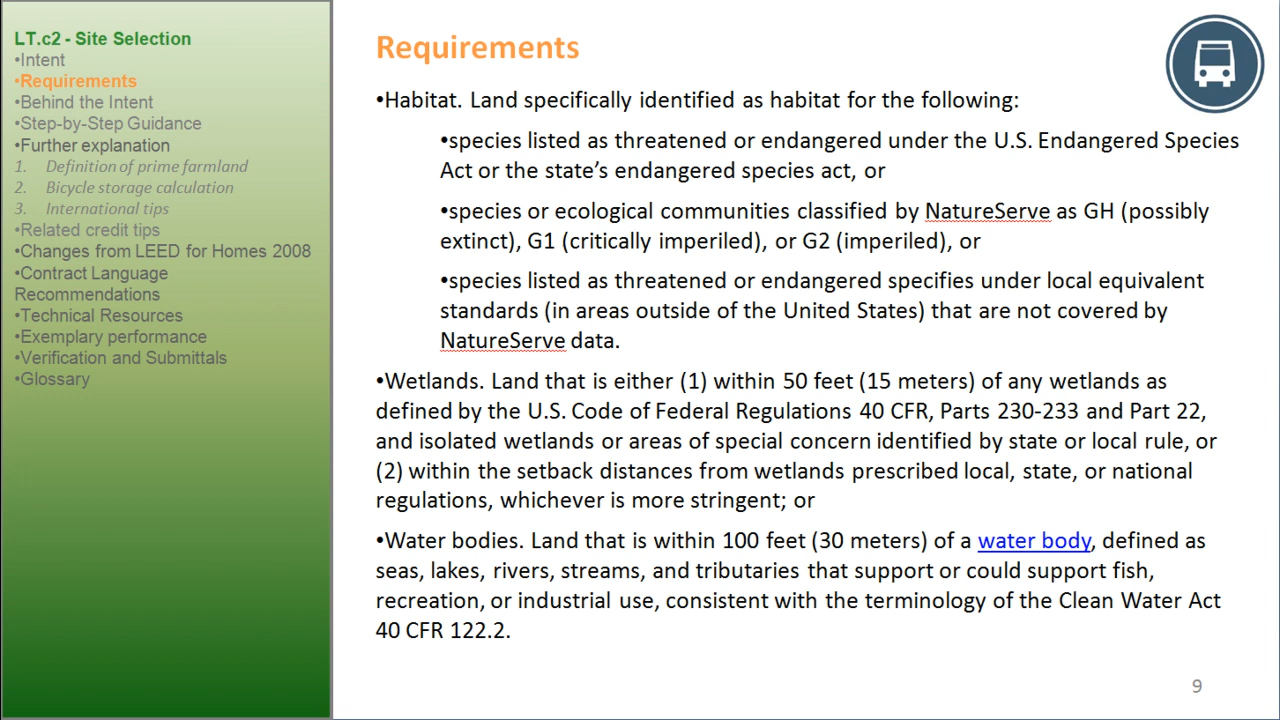 LT.c2 - Site Selection
•Intent
•Requirements
•Behind the Intent
•Step-by-Step Guidance
•Further explanation
1. Definition of prime farmland
2. Bicycle storage calculation
3. International tips
•Related credit tips
•Changes from LEED for Homes 2008
•Contract Language
Recommendations
•Technical Resources
•Exemplary performance
•Verification and Submittals
•Glossary
Requirements
•Habitat. Land specifically identified as habitat for the following:
•species listed as threatened or endangered under the U.S. Endangered Species
Act or the state’s endangered species act, or
•species or ecological communities classified by NatureServe as GH (possibly
extinct), G1 (critically imperiled), or G2 (imperiled), or
•species listed as threatened or endangered specifies under local equivalent
standards (in areas outside of the United States) that are not covered by
NatureServe data.
•Wetlands. Land that is either (1) within 50 feet (15 meters) of any wetlands as
defined by the U.S. Code of Federal Regulations 40 CFR, Parts 230-233 and Part 22,
and isolated wetlands or areas of special concern identified by state or local rule, or
(2) within the setback distances from wetlands prescribed local, state, or national
regulations, whichever is more stringent; or
•Water bodies. Land that is within 100 feet (30 meters) of a water body, defined as
seas, lakes, rivers, streams, and tributaries that support or could support fish,
recreation, or industrial use, consistent with the terminology of the Clean Water Act
40 CFR 122.2.
9